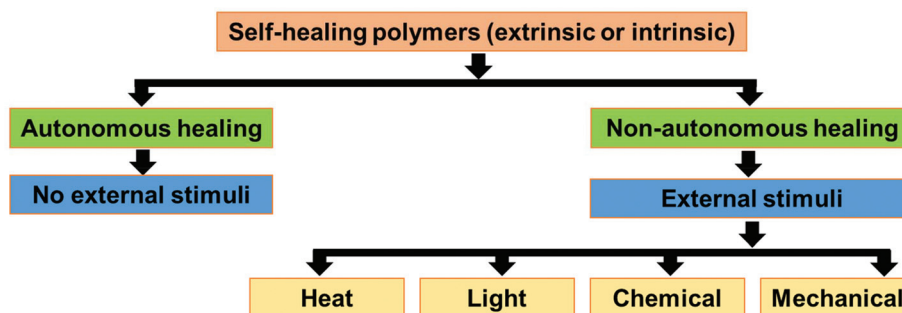 Self-healing polymers (extrinsic or intrinsic)
Autonomous healing
Non-autonomous healing
No external stimuli
External stimuli
Heat
Light
Chemical
Mechanical